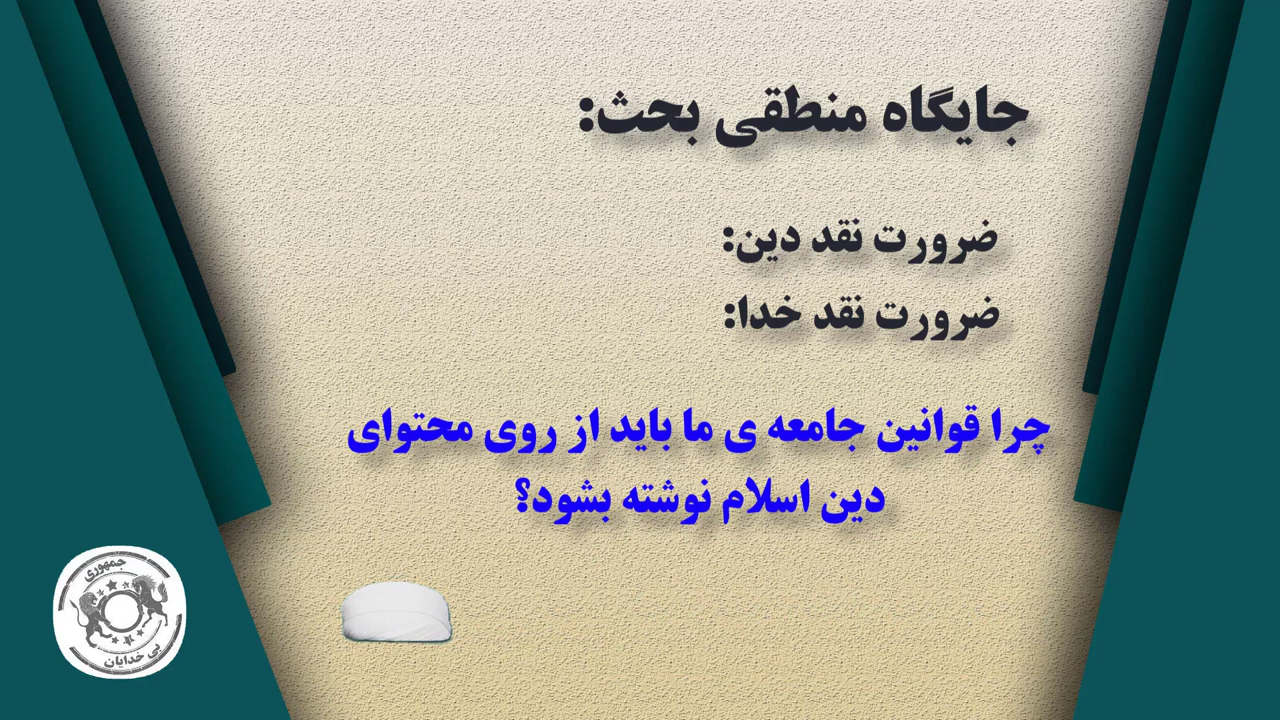 جایگاه منطقی بحث:
ضرورت نقد دین:
ضرورت نقد خدا:
چرا قوانین جامعه ی ما باید از روی محتوای
دین اسلام نوشته بشود؟
جمهوری
بی خدایان